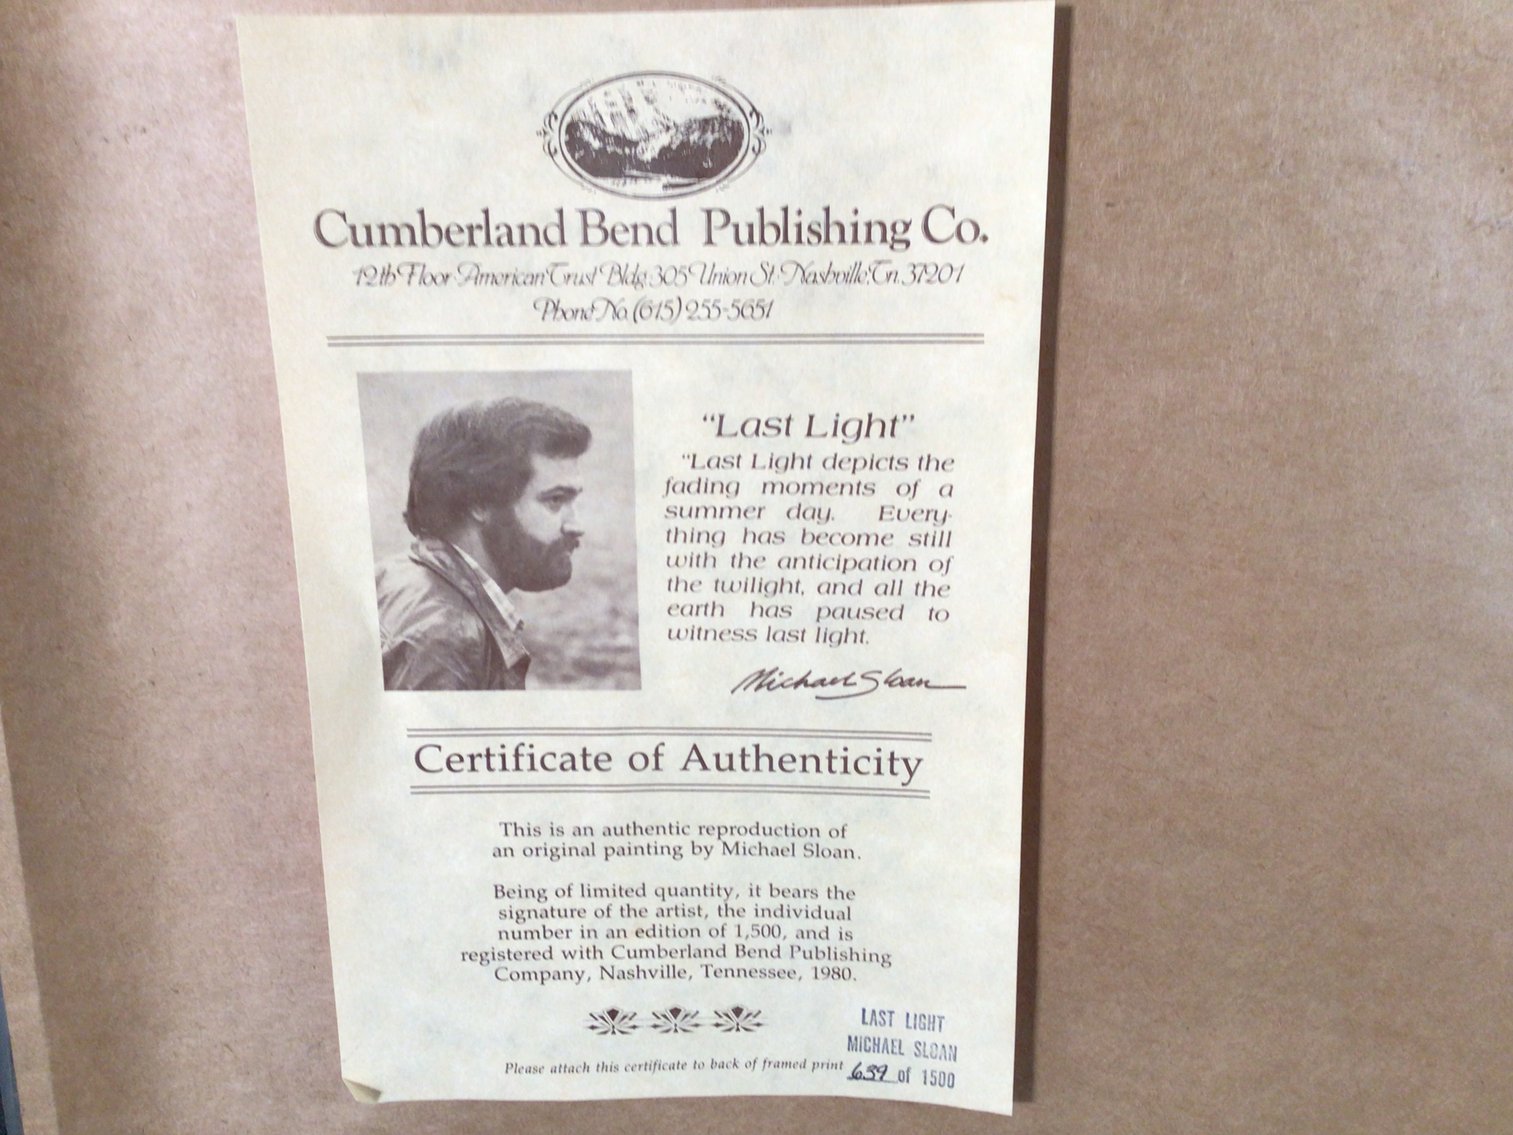 Cumberland Bend Publishing Co.
12th Floor American Trust Bldg. 305 Union St. Nashville, Tn. 37201
Phone No. (615) 255-5651
“Last Light”
“Last Light depicts the
fading moments of a
summer day. Every-
thing has become still
with the anticipation of
the twilight, and all the
earth has paused to
witness last light.
Michael Sloan
Certificate of Authenticity
This is an authentic reproduction of
an original painting by Michael Sloan.
Being of limited quantity, it bears the
signature of the artist, the individual
number in an edition of 1,500, and is
registered with Cumberland Bend Publishing
Company, Nashville, Tennessee, 1980.
LAST LIGHT
MICHAEL SLOAN
Please attach this certificate to back of framed print
639 of 1500